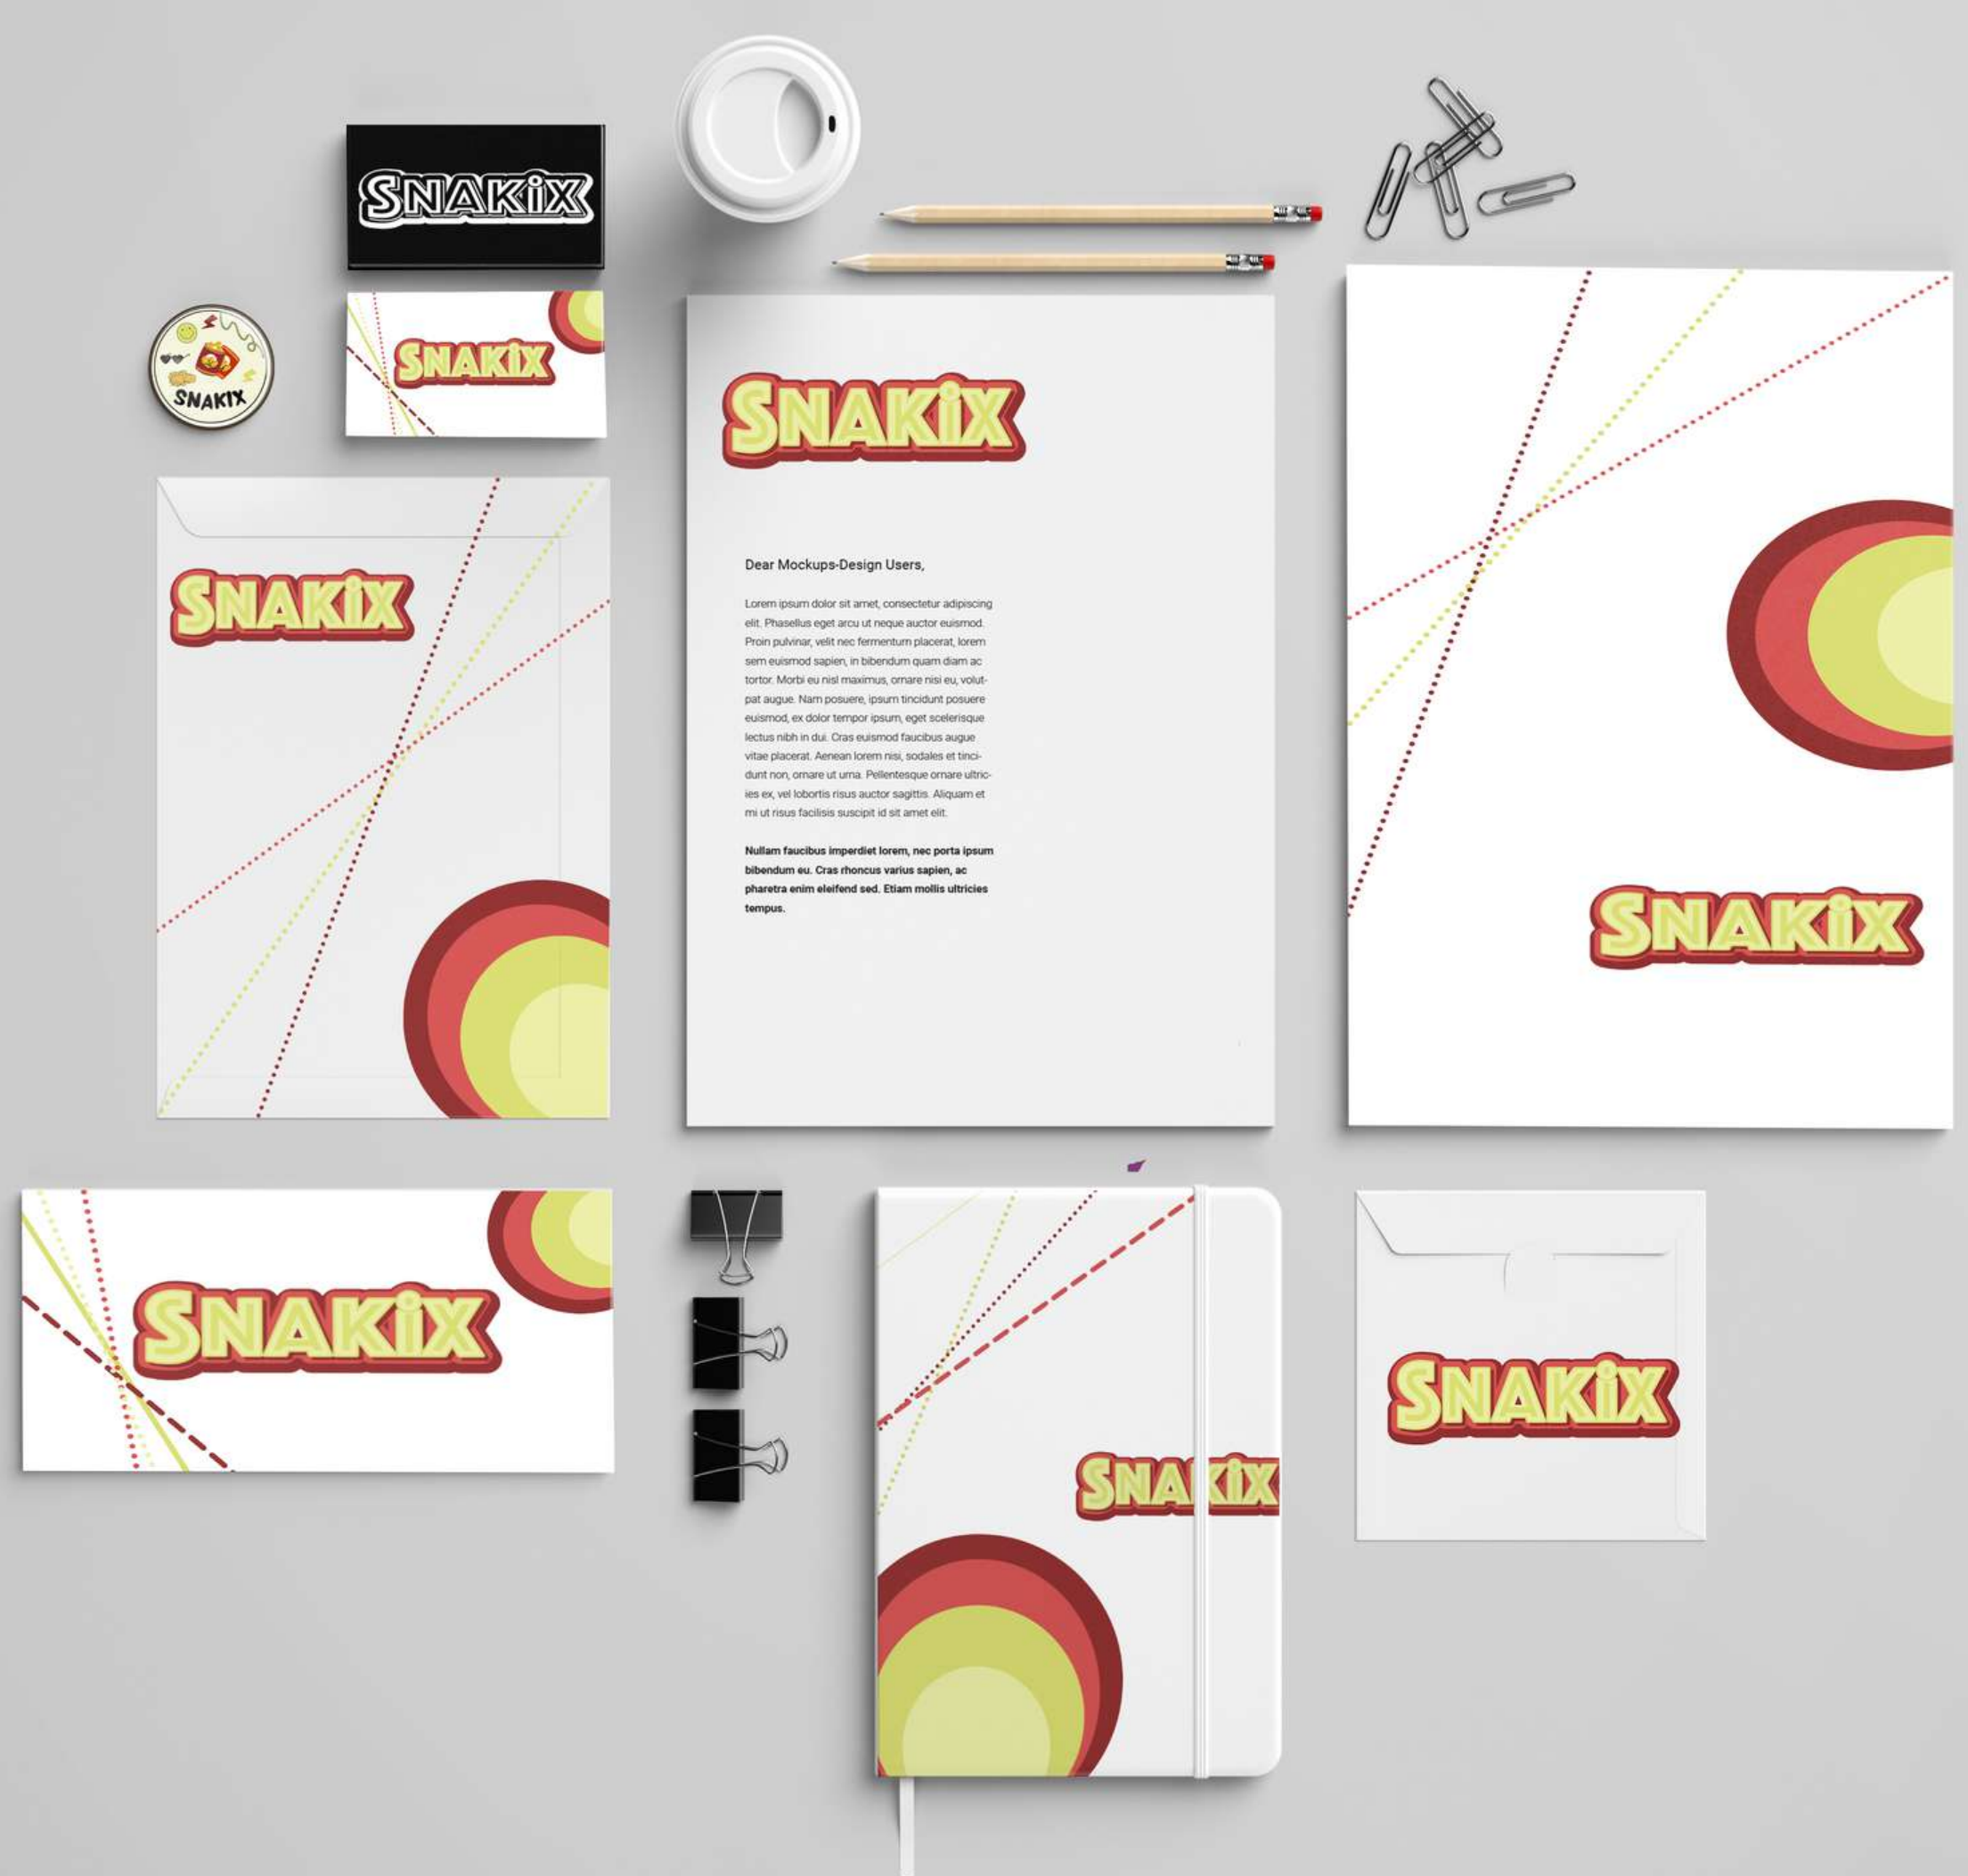 SNAKiX
SNAKiX
SNAKIX
SNAKiX
SNAKiX
Dear Mockups-Design Users,
Lorem ipsum dolor sit amet, consectetur adipiscing
elit. Phasellus eget arcu ut neque auctor euismod.
Proin pulvinar, velit nec fermentum placerat, lorem
sem euismod sapien, in bibendum quam diam ac
tortor. Morbi eu nisl maximus, ornare nisi eu, volut-
pat augue. Nam posuere, ipsum tincidunt posuere
euismod, ex dolor tempor ipsum, eget scelerisque
lectus nibh in dui. Cras euismod faucibus augue
vitae placerat. Aenean lorem nisi, sodales et tinci-
dunt non, ornare ut urna. Pellentesque ornare ultric-
ies ex, vel lobortis risus auctor sagittis. Aliquam et
mi ut risus facilisis suscipit id sit amet elit.
Nullam faucibus imperdiet lorem, nec porta ipsum
bibendum eu. Cras rhoncus varius sapien, ac
pharetra enim eleifend sed. Etiam mollis ultricies
tempus.
SNAKiX
SNAKiX
SNAKiX
SNAKiX